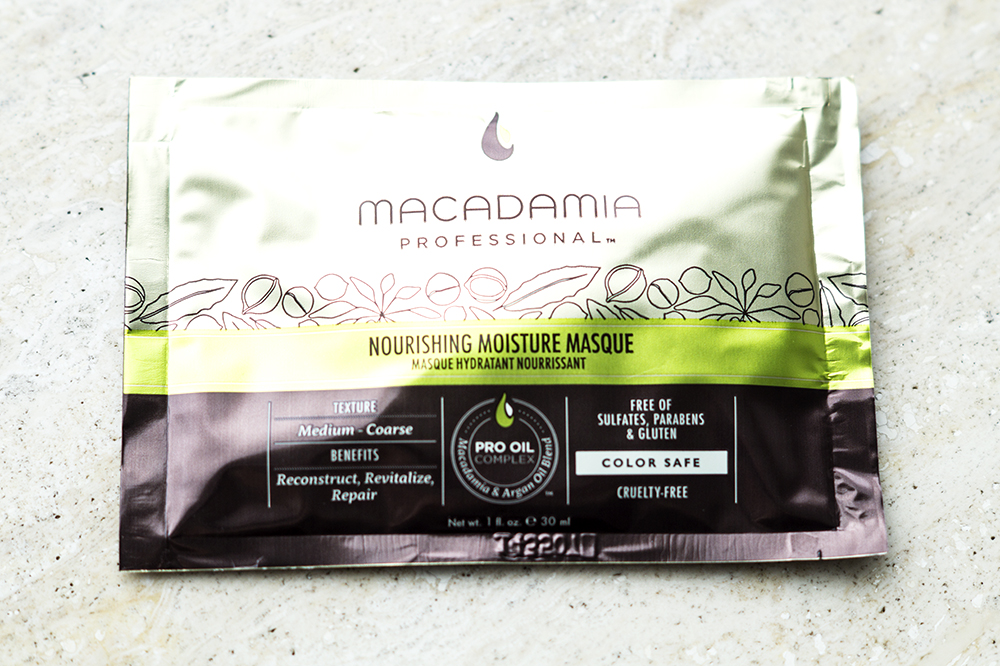 MACADAMIA
PROFESSIONAL™
NOURISHING MOISTURE MASQUE
MASQUE HYDRATANT NOURRISSANT
TEXTURE
Medium - Coarse
BENEFITS
Reconstruct, Revitalize,
Repair
PRO OIL
COMPLEX
Macadamia & Argan Oil Blend
™
FREE OF
SULFATES, PARABENS
& GLUTEN
COLOR SAFE
CRUELTY-FREE
Net wt. 1 fl. oz. ℮ 30 ml